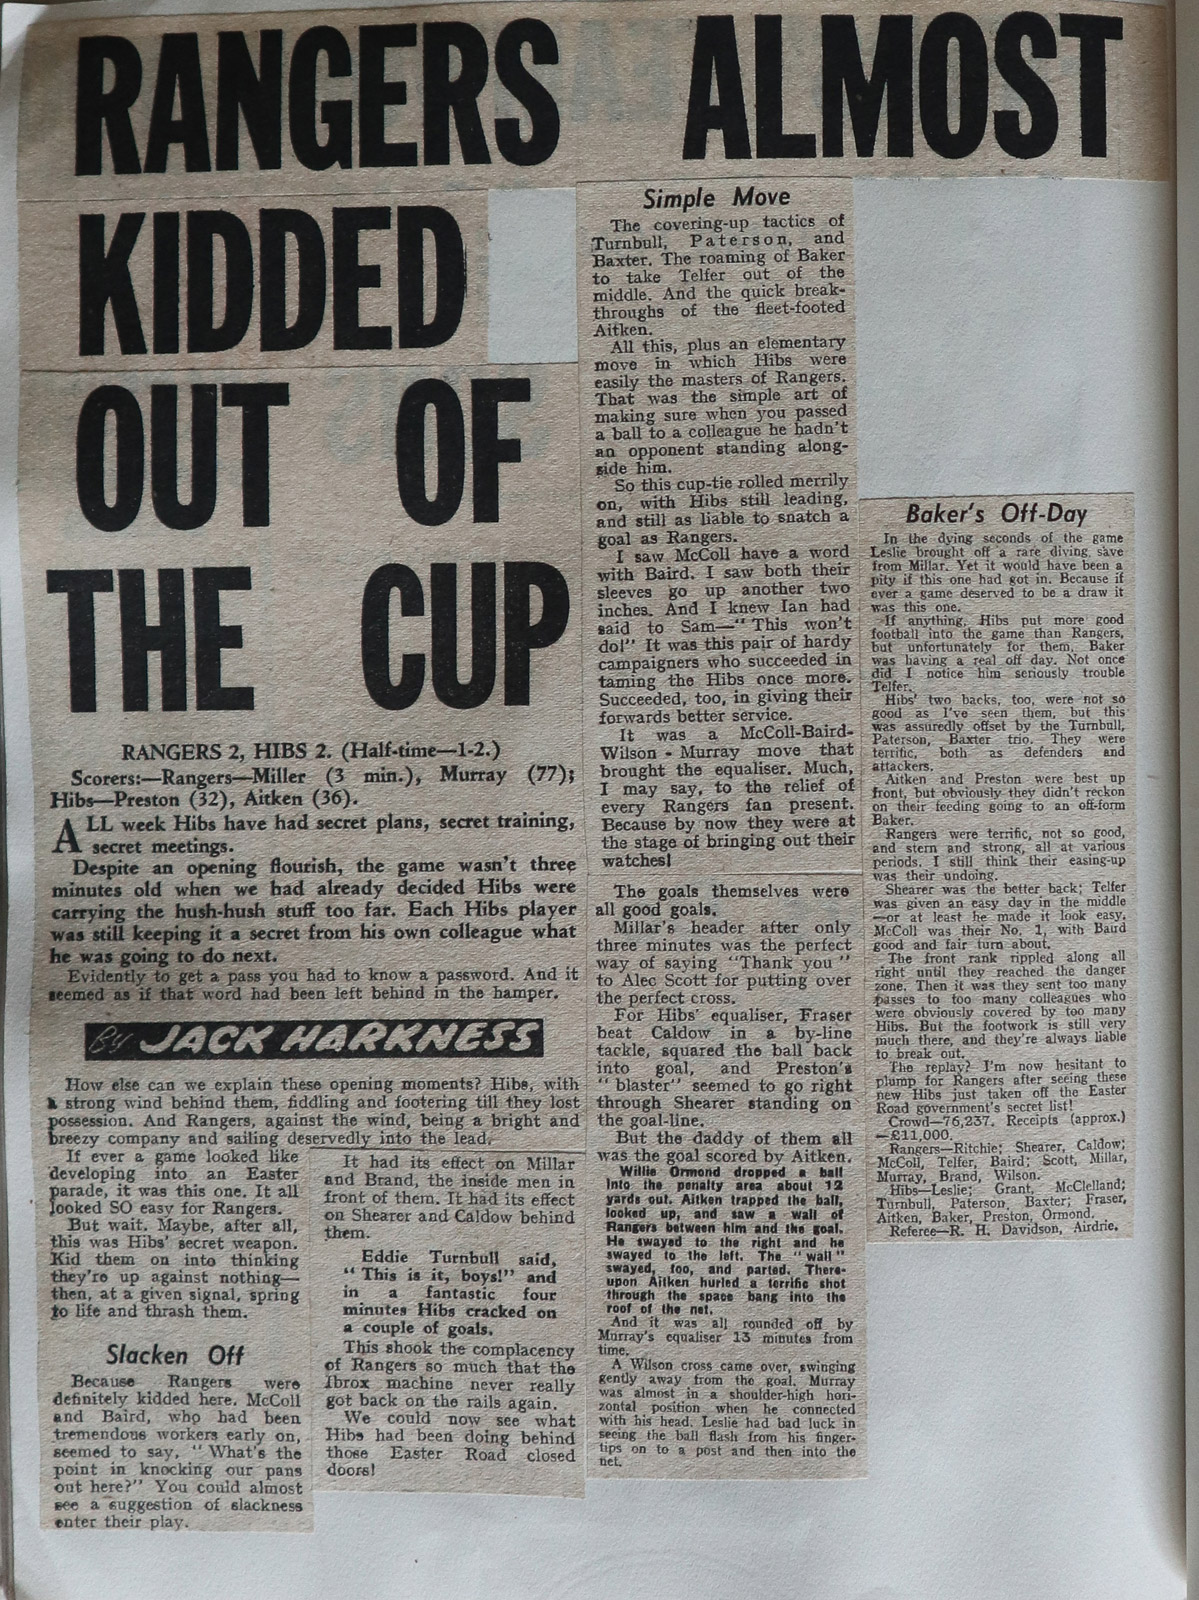 RANGERS ALMOST
KIDDED
OUT OF
THE CUP
RANGERS 2, HIBS 2. (Half-time—1-2.)
Scorers:—Rangers—Miller (3 min.), Murray (77);
Hibs—Preston (32), Aitken (36).
ALL week Hibs have had secret plans, secret training,
secret meetings.
Despite an opening flourish, the game wasn't three
minutes old when we had already decided Hibs were
carrying the hush-hush stuff too far. Each Hibs player
was still keeping it a secret from his own colleague what
he was going to do next.
Evidently to get a pass you had to know a password. And it
seemed as if that word had been left behind in the hamper.
By JACK HARKNESS
How else can we explain these opening moments? Hibs, with
a strong wind behind them, fiddling and footering till they lost
possession. And Rangers, against the wind, being a bright and
breezy company and sailing deservedly into the lead.
If ever a game looked like
developing into an Easter
parade, it was this one. It all
looked SO easy for Rangers.
But wait. Maybe, after all,
this was Hibs' secret weapon.
Kid them on into thinking
they're up against nothing—
then, at a given signal, spring
to life and thrash them.
Slacken Off
Because Rangers were
definitely kidded here. McColl
and Baird, who had been
tremendous workers early on,
seemed to say, "What's the
point in knocking our pans
out here?" You could almost
see a suggestion of slackness
enter their play.
It had its effect on Millar
and Brand, the inside men in
front of them. It had its effect
on Shearer and Caldow behind
them.
Eddie Turnbull said,
"This is it, boys!" and
in a fantastic four
minutes Hibs cracked on
a couple of goals.
This shook the complacency
of Rangers so much that the
Ibrox machine never really
got back on the rails again.
We could now see what
Hibs had been doing behind
those Easter Road closed
doors!
Simple Move
The covering-up tactics of
Turnbull, Paterson, and
Baxter. The roaming of Baker
to take Telfer out of the
middle. And the quick break-
throughs of the fleet-footed
Aitken.
All this, plus an elementary
move in which Hibs were
easily the masters of Rangers.
That was the simple art of
making sure when you passed
a ball to a colleague he hadn't
an opponent standing along-
side him.
So this cup-tie rolled merrily
on, with Hibs still leading,
and still as liable to snatch a
goal as Rangers.
I saw McColl have a word
with Baird. I saw both their
sleeves go up another two
inches. And I knew Ian had
said to Sam—"This won't
do!" It was this pair of hardy
campaigners who succeeded in
taming the Hibs once more.
Succeeded, too, in giving their
forwards better service.
It was a McColl-Baird-
Wilson-Murray move that
brought the equaliser. Much,
I may say, to the relief of
every Rangers fan present.
Because by now they were at
the stage of bringing out their
watches!
The goals themselves were
all good goals.
Millar's header after only
three minutes was the perfect
way of saying "Thank you"
to Alec Scott for putting over
the perfect cross.
For Hibs' equaliser, Fraser
beat Caldow in a by-line
tackle, squared the ball back
into goal, and Preston's
"blaster" seemed to go right
through Shearer standing on
the goal-line.
But the daddy of them all
was the goal scored by Aitken.
Willie Ormond dropped a ball
into the penalty area about 12
yards out. Aitken trapped the ball,
looked up, and saw a wall of
Rangers between him and the goal.
He swayed to the right and he
swayed to the left. The "wall"
swayed, too, and parted. There-
upon Aitken hurled a terrific shot
through the space bang into the
roof of the net.
And it was all rounded off by
Murray's equaliser 13 minutes from
time.
A Wilson cross came over, swinging
gently away from the goal. Murray
was almost in a shoulder-high hori-
zontal position when he connected
with his head. Leslie had bad luck in
seeing the ball flash from his finger-
tips on to a post and then into the
net.
Baker's Off-Day
In the dying seconds of the game
Leslie brought off a rare diving save
from Millar. Yet it would have been a
pity if this one had got in. Because if
ever a game deserved to be a draw it
was this one.
If anything, Hibs put more good
football into the game than Rangers,
but unfortunately for them, Baker
was having a real off day. Not once
did I notice him seriously trouble
Telfer.
Hibs' two backs, too, were not so
good as I've seen them, but this
was assuredly offset by the Turnbull,
Paterson, Baxter trio. They were
terrific, both as defenders and
attackers.
Aitken and Preston were best up
front, but obviously they didn't reckon
on their feeding going to an off-form
Baker.
Rangers were terrific, not so good,
and stern and strong, all at various
periods. I still think their easing-up
was their undoing.
Shearer was the better back; Telfer
was given an easy day in the middle
—or at least he made it look easy.
McColl was their No. 1, with Baird
good and fair turn about.
The front rank rippled along all
right until they reached the danger
zone. Then it was they sent too many
passes to too many colleagues who
were obviously covered by too many
Hibs. But the footwork is still very
much there, and they're always liable
to break out.
The replay? I'm now hesitant to
plump for Rangers after seeing these
new Hibs just taken off the Easter
Road government's secret list!
Crowd—76,237. Receipts (approx.)
—£11,000.
Rangers—Ritchie; Shearer, Caldow;
McColl, Telfer, Baird; Scott, Millar,
Murray, Brand, Wilson.
Hibs—Leslie; Grant, McClelland;
Turnbull, Paterson, Baxter; Fraser,
Aitken, Baker, Preston, Ormond.
Referee—R. H. Davidson, Airdrie.